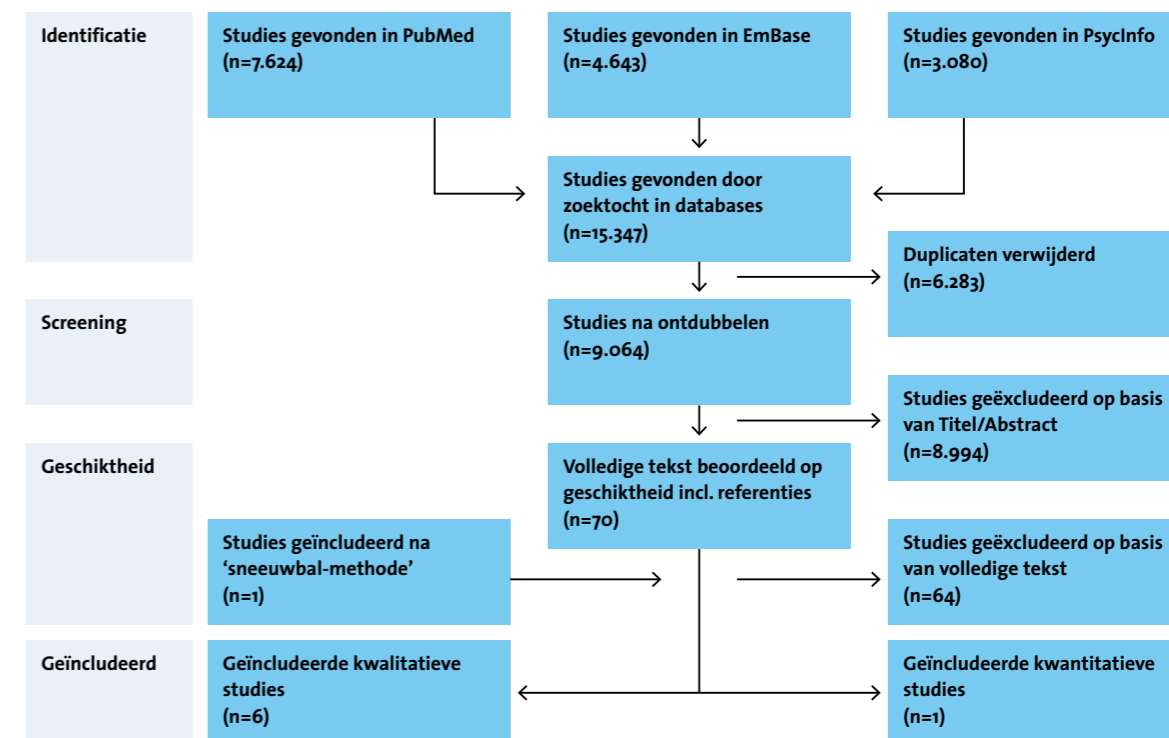 Identificatie
Studies gevonden in PubMed
(n=7.624)
Studies gevonden in EmBase
(n=4.643)
Studies gevonden in PsycInfo
(n=3.080)
Studies gevonden door
zoektocht in databases
(n=15.347)
Duplicaten verwijderd
(n=6.283)
Screening
Studies na ontdubbelen
(n=9.064)
Studies geëxcludeerd op basis
van Titel/Abstract
(n=8.994)
Geschiktheid
Volledige tekst beoordeeld op
geschiktheid incl. referenties
(n=70)
Studies geïncludeerd na
‘sneeuwbal-methode’
(n=1)
Studies geëxcludeerd op basis
van volledige tekst
(n=64)
Geïncludeerd
Geïncludeerde kwalitatieve
studies
(n=6)
Geïncludeerde kwantitatieve
studies
(n=1)